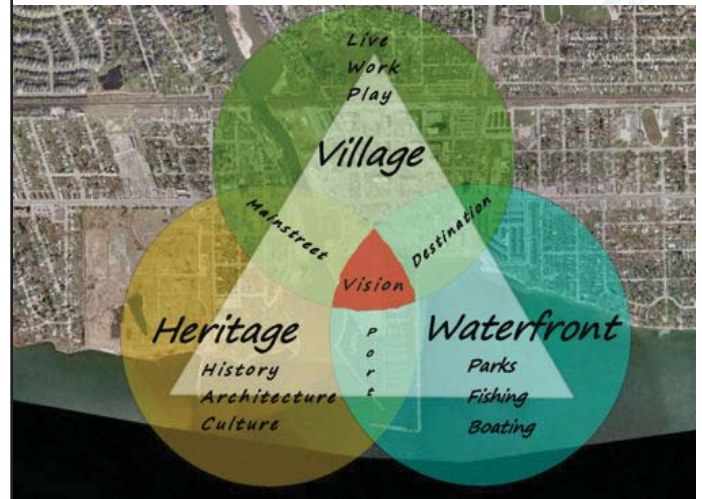 Live
Work
Play
Village
Mainstreet
Destination
Vision
Heritage
Port
Waterfront
History
Architecture
Culture
Parks
Fishing
Boating